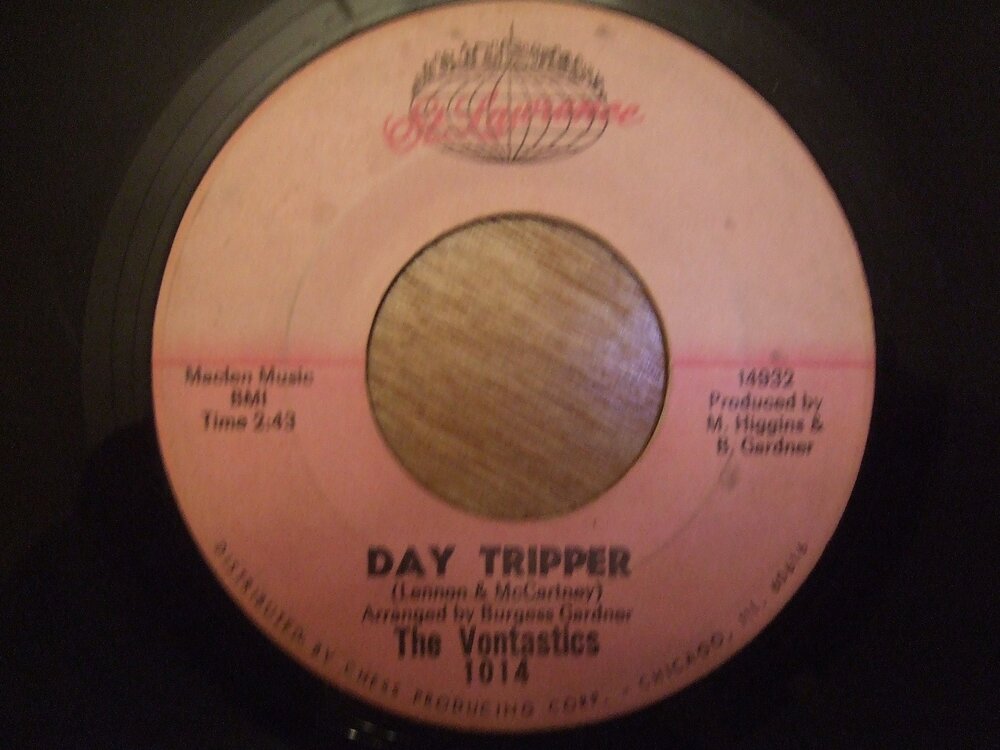 St. Lawrence
Maclen Music
BMI
Time 2:43
14932
Produced by
M. Higgins &
B. Gardner
DAY TRIPPER
(Lennon & McCartney)
Arranged by Burgess Gardner
The Vontastics
1014
DISTRIBUTED BY CHESS PRODUCING CORP. - CHICAGO, ILL. 60616